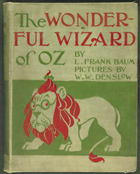 The WONDER-
FUL WIZARD
of OZ
BY
L. FRANK BAUM
PICTURES BY
W. W. DENSLOW